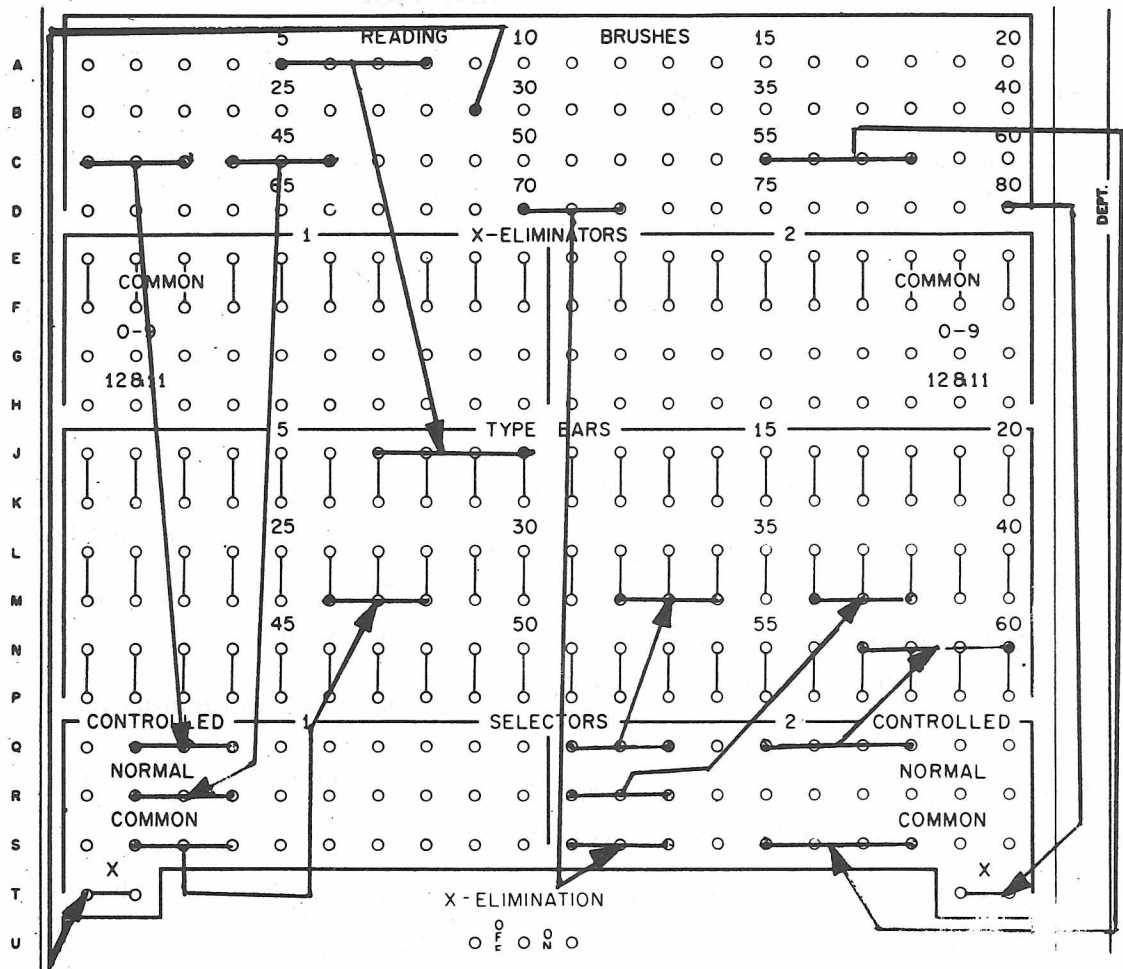 5 READING 10 BRUSHES 15 20
A
25 30 35 40
B
45 50 55 60
C
65 70 75 80
D
DEPT.
1 X-ELIMINATORS 2
E
COMMON COMMON
F
0-9 0-9
G
12&11 12&11
H
5 TYPE BARS 15 20
J
K
25 30 35 40
L
M
45 50 55 60
N
P
CONTROLLED 1 SELECTORS 2 CONTROLLED
Q
NORMAL NORMAL
R
COMMON COMMON
S
X X
T
X-ELIMINATION
U OFF ON